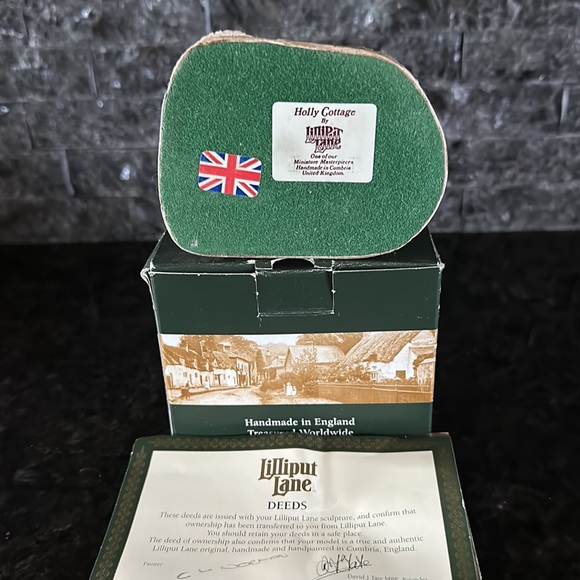 Holly Cottage
By
Lilliput
Lane
One of our
Miniature Masterpieces
Handmade in Cumbria
United Kingdom.
Handmade in England
Treasured Worldwide
Lilliput
Lane
DEEDS
These deeds are issued with your Lilliput Lane sculpture, and confirm that
ownership has been transferred to you from Lilliput Lane.
You should retain your deeds in a safe place.
The deed of ownership also confirms that your model is a true and authentic
Lilliput Lane original, handmade and handpainted in Cumbria, England.
Painter
David J Tate MBE,